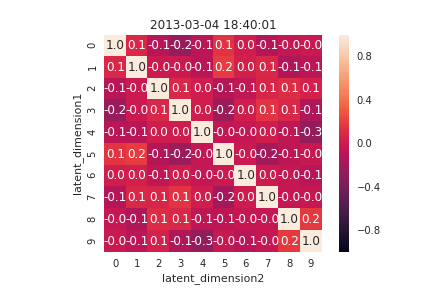 2013-03-04 18:40:01
latent_dimension1
0 1.0 0.1 -0.1 -0.2 -0.1 0.1 0.0 -0.1 -0.0 -0.0
1 0.1 1.0 -0.0 -0.0 -0.1 0.2 0.0 0.1 -0.1 -0.1
2 -0.1 -0.0 1.0 0.1 0.0 -0.1 -0.1 0.1 0.1 0.1
3 -0.2 -0.0 0.1 1.0 0.0 -0.2 0.0 0.1 0.1 -0.1
4 -0.1 -0.1 0.0 0.0 1.0 -0.0 -0.0 0.0 -0.1 -0.3
5 0.1 0.2 -0.1 -0.2 -0.0 1.0 -0.0 -0.2 -0.1 -0.0
6 0.0 0.0 -0.1 0.0 -0.0 -0.0 1.0 -0.0 -0.0 -0.1
7 -0.1 0.1 0.1 0.1 0.0 -0.2 -0.0 1.0 -0.0 -0.0
8 -0.0 -0.1 0.1 0.1 -0.1 -0.1 -0.0 -0.0 1.0 0.2
9 -0.0 -0.1 0.1 -0.1 -0.3 -0.0 -0.1 -0.0 0.2 1.0
0 1 2 3 4 5 6 7 8 9
latent_dimension2
0.8
0.4
0.0
-0.4
-0.8